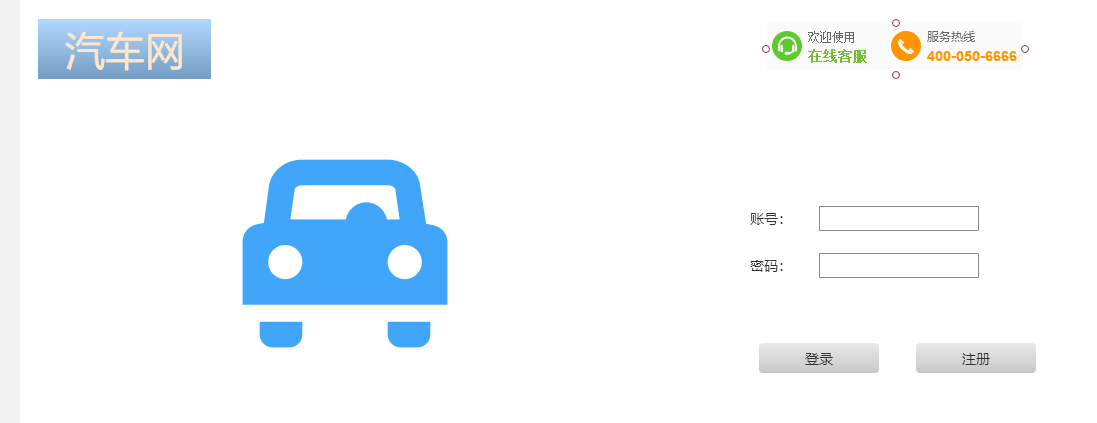 汽车网
欢迎使用
在线客服
服务热线
400-050-6666
账号：
密码：
登录
注册